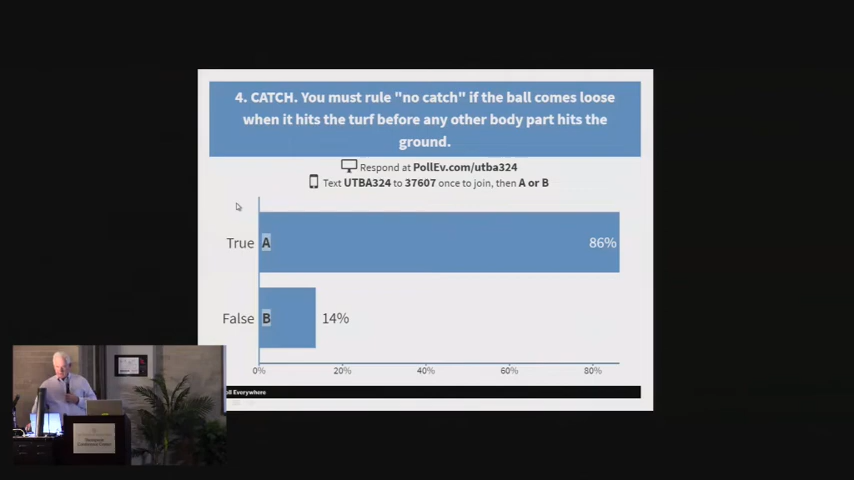 4. CATCH. You must rule "no catch" if the ball comes loose
when it hits the turf before any other body part hits the
ground.
Respond at PollEv.com/utba324
Text UTBA324 to 37607 once to join, then A or B
True A 86%
False B 14%
0% 20% 40% 60% 80%
oll Everywhere